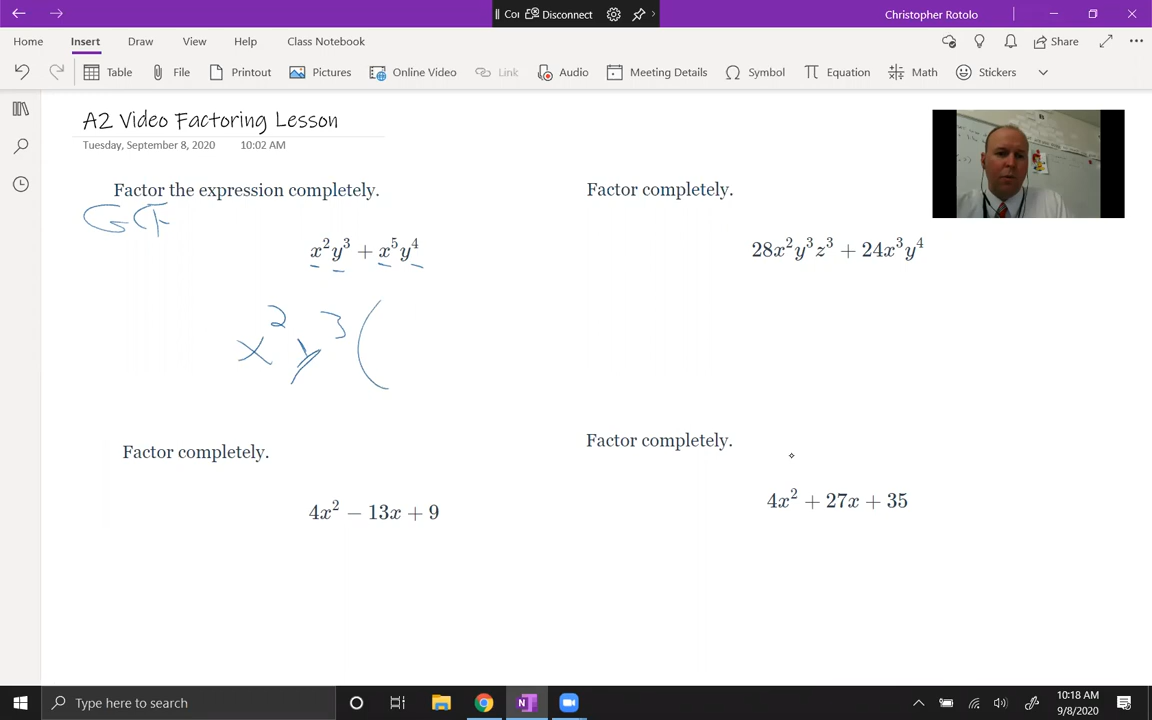 Cor Disconnect
Christopher Rotolo
Home Insert Draw View Help Class Notebook
Share
Table File Printout Pictures Online Video Link Audio Meeting Details Symbol Equation Math Stickers
A2 Video Factoring Lesson
Tuesday, September 8, 2020 10:02 AM
Factor the expression completely.
GCF
x²y³ + x⁵y⁴
x²y³(
Factor completely.
28x²y³z³ + 24x³y⁴
Factor completely.
4x² − 13x + 9
Factor completely.
4x² + 27x + 35
Type here to search
10:18 AM
9/8/2020